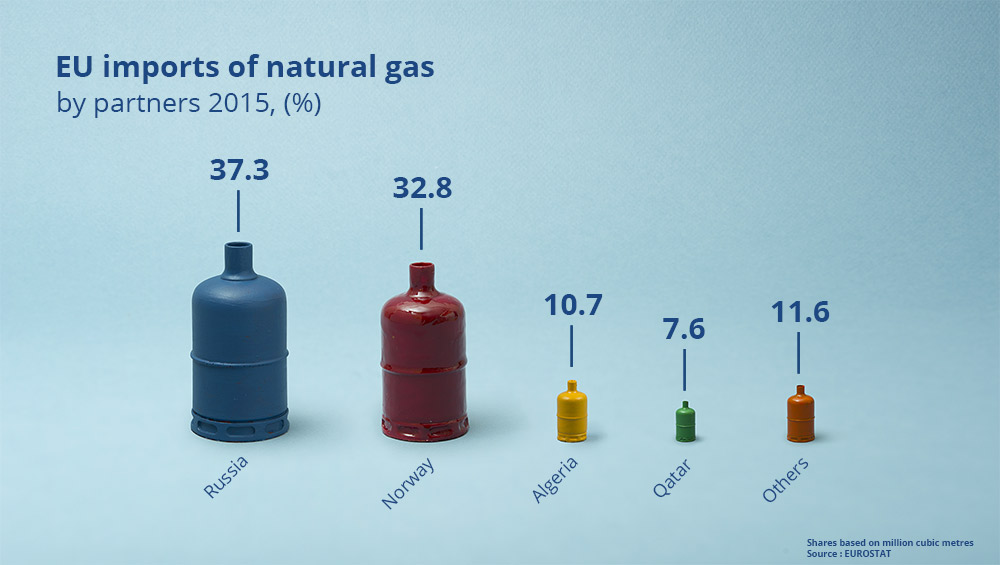 EU imports of natural gas
by partners 2015, (%)
37.3
32.8
10.7
7.6
11.6
Russia
Norway
Algeria
Qatar
Others
Shares based on million cubic metres
Source : EUROSTAT